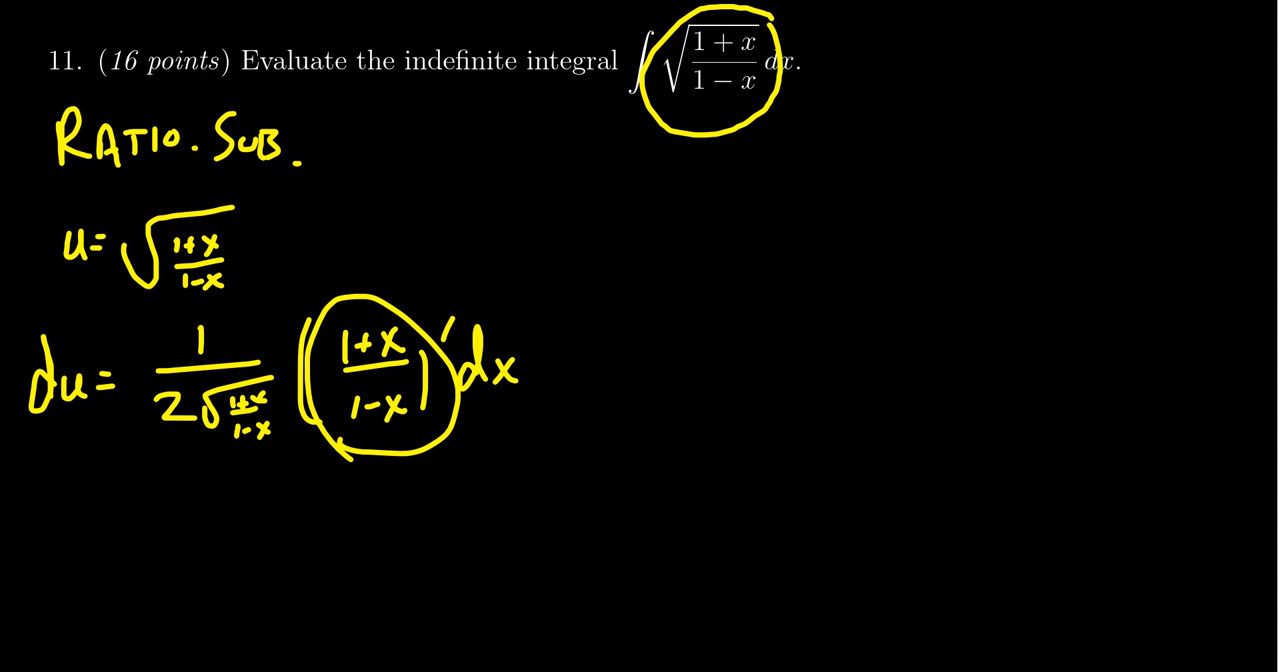 11. (16 points) Evaluate the indefinite integral ∫ √((1 + x)/(1 − x)) dx.
RATIO. SUB.
u = √((1+x)/(1-x))
du = 1/(2√((1+x)/(1-x))) ((1+x)/(1-x))' dx